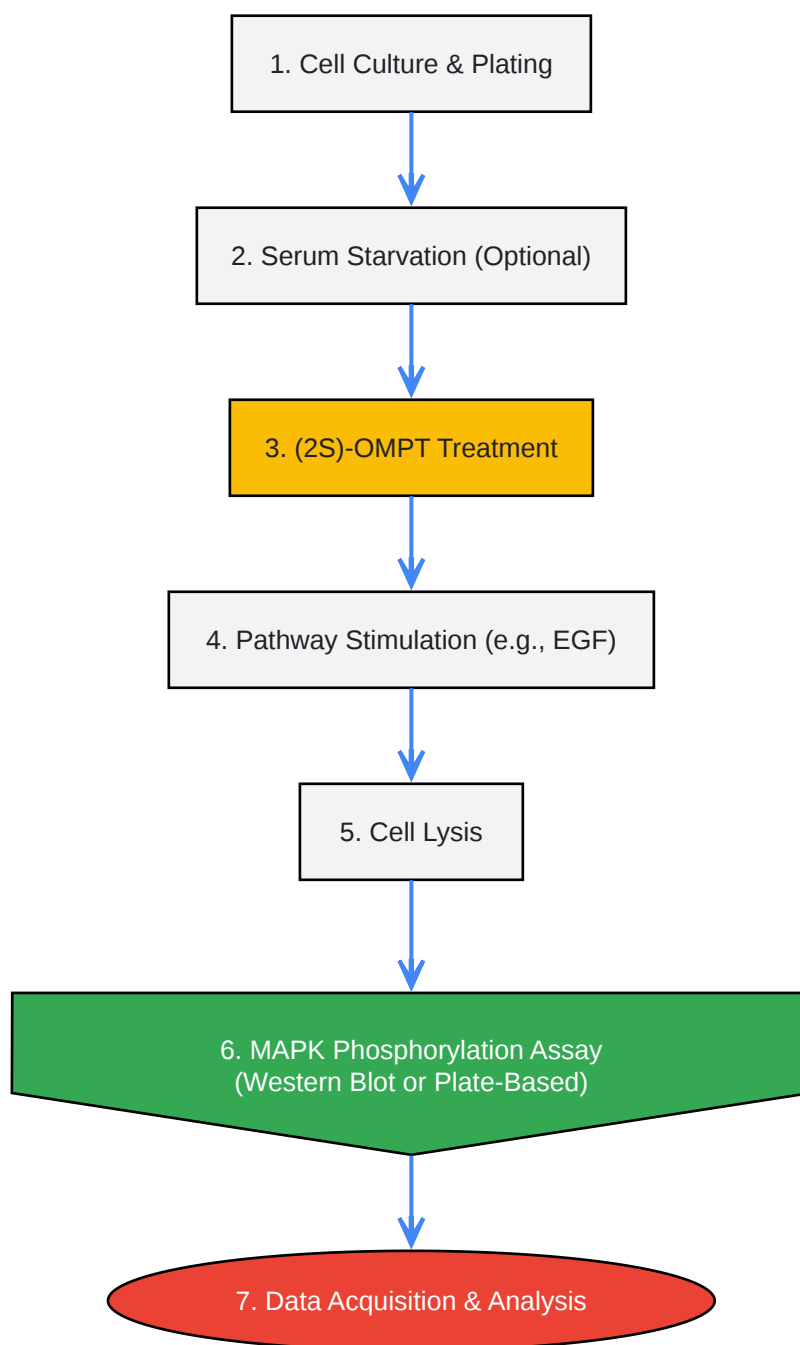 1. Cell Culture & Plating
2. Serum Starvation (Optional)
3. (2S)-OMPT Treatment
4. Pathway Stimulation (e.g., EGF)
5. Cell Lysis
6. MAPK Phosphorylation Assay
(Western Blot or Plate-Based)
7. Data Acquisition & Analysis